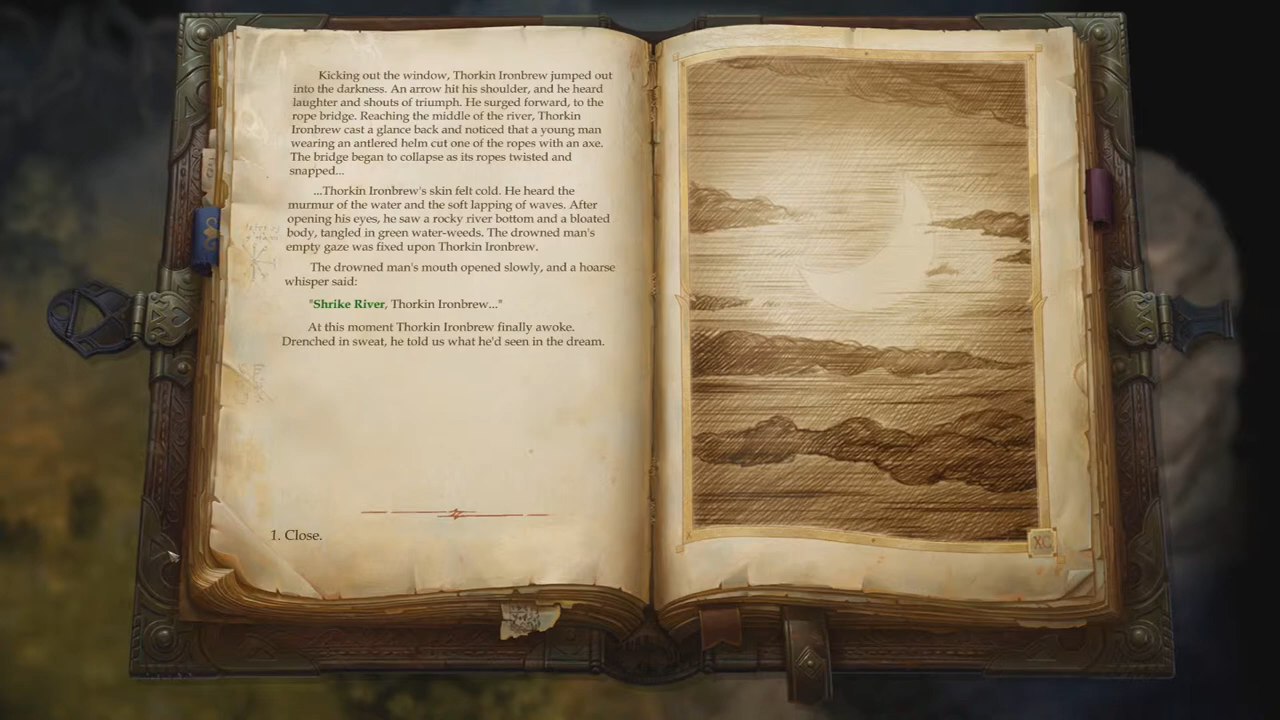 Kicking out the window, Thorkin Ironbrew jumped out
into the darkness. An arrow hit his shoulder, and he heard
laughter and shouts of triumph. He surged forward, to the
rope bridge. Reaching the middle of the river, Thorkin
Ironbrew cast a glance back and noticed that a young man
wearing an antlered helm cut one of the ropes with an axe.
The bridge began to collapse as its ropes twisted and
snapped...
...Thorkin Ironbrew's skin felt cold. He heard the
murmur of the water and the soft lapping of waves. After
opening his eyes, he saw a rocky river bottom and a bloated
body, tangled in green water-weeds. The drowned man's
empty gaze was fixed upon Thorkin Ironbrew.
The drowned man's mouth opened slowly, and a hoarse
whisper said:
"Shrike River, Thorkin Ironbrew..."
At this moment Thorkin Ironbrew finally awoke.
Drenched in sweat, he told us what he'd seen in the dream.
1. Close.
XC